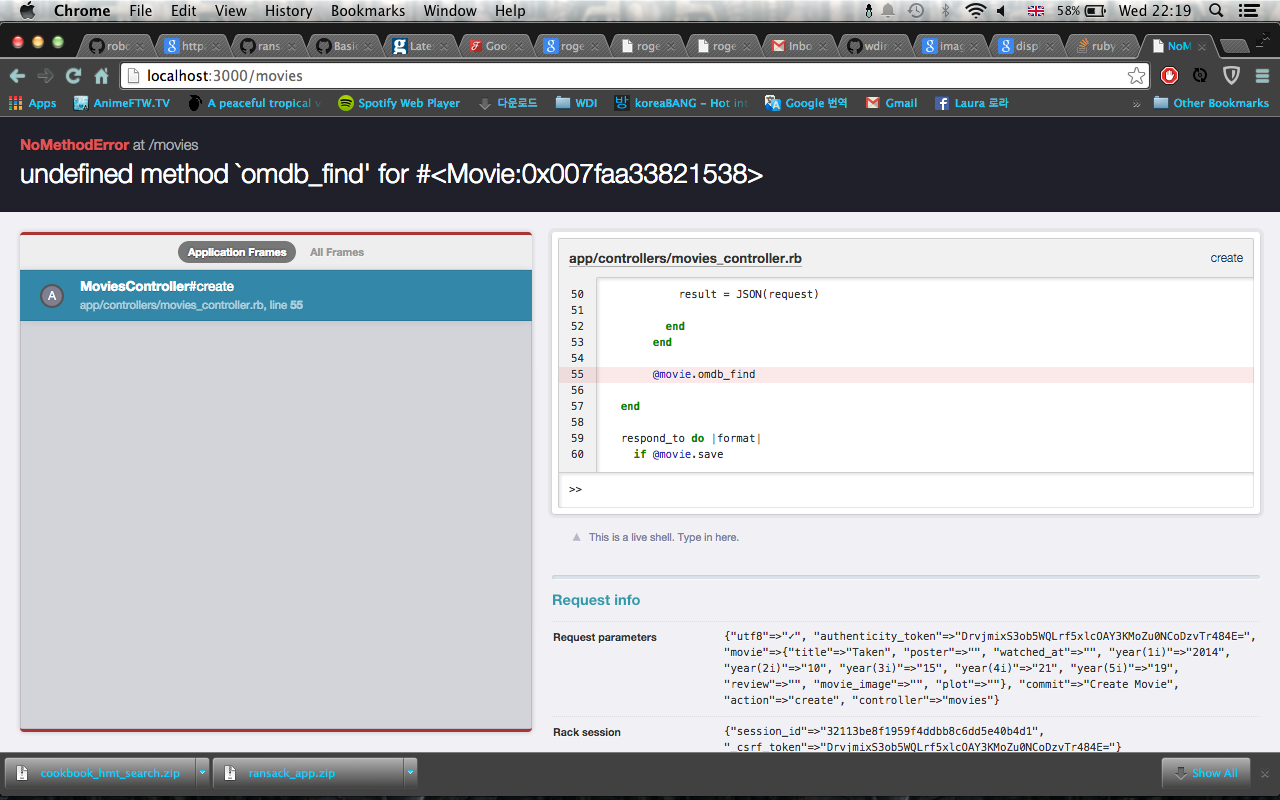 Chrome File Edit View History Bookmarks Window Help 58% Wed 22:19
robo http: rans Basi Late Goo roge roge roge Inbo wdin imag disp ruby NoM
localhost:3000/movies
Apps AnimeFTW.TV A peaceful tropical v Spotify Web Player 다운로드 WDI 방 koreaBANG - Hot int Google 번역 Gmail Laura 로라 » Other Bookmarks
NoMethodError at /movies
undefined method `omdb_find' for #<Movie:0x007faa33821538>
Application Frames All Frames
A MoviesController#create
app/controllers/movies_controller.rb, line 55
app/controllers/movies_controller.rb create
50 result = JSON(request)
51
52 end
53 end
54
55 @movie.omdb_find
56
57 end
58
59 respond_to do |format|
60 if @movie.save
>>
This is a live shell. Type in here.
Request info
Request parameters {"utf8"=>"✓", "authenticity_token"=>"DrvjmixS3ob5WQLrf5xlcOAY3KMoZu0NCoDzvTr484E=",
"movie"=>{"title"=>"Taken", "poster"=>"", "watched_at"=>"", "year(1i)"=>"2014",
"year(2i)"=>"10", "year(3i)"=>"15", "year(4i)"=>"21", "year(5i)"=>"19",
"review"=>"", "movie_image"=>"", "plot"=>""}, "commit"=>"Create Movie",
"action"=>"create", "controller"=>"movies"}
Rack session {"session_id"=>"32113be8f1959f4ddbb8c6dd5e40b4d1",
"_csrf_token"=>"DrvjmixS3ob5WQLrf5xlcOAY3KMoZu0NCoDzvTr484E="}
cookbook_hmt_search.zip ransack_app.zip Show All